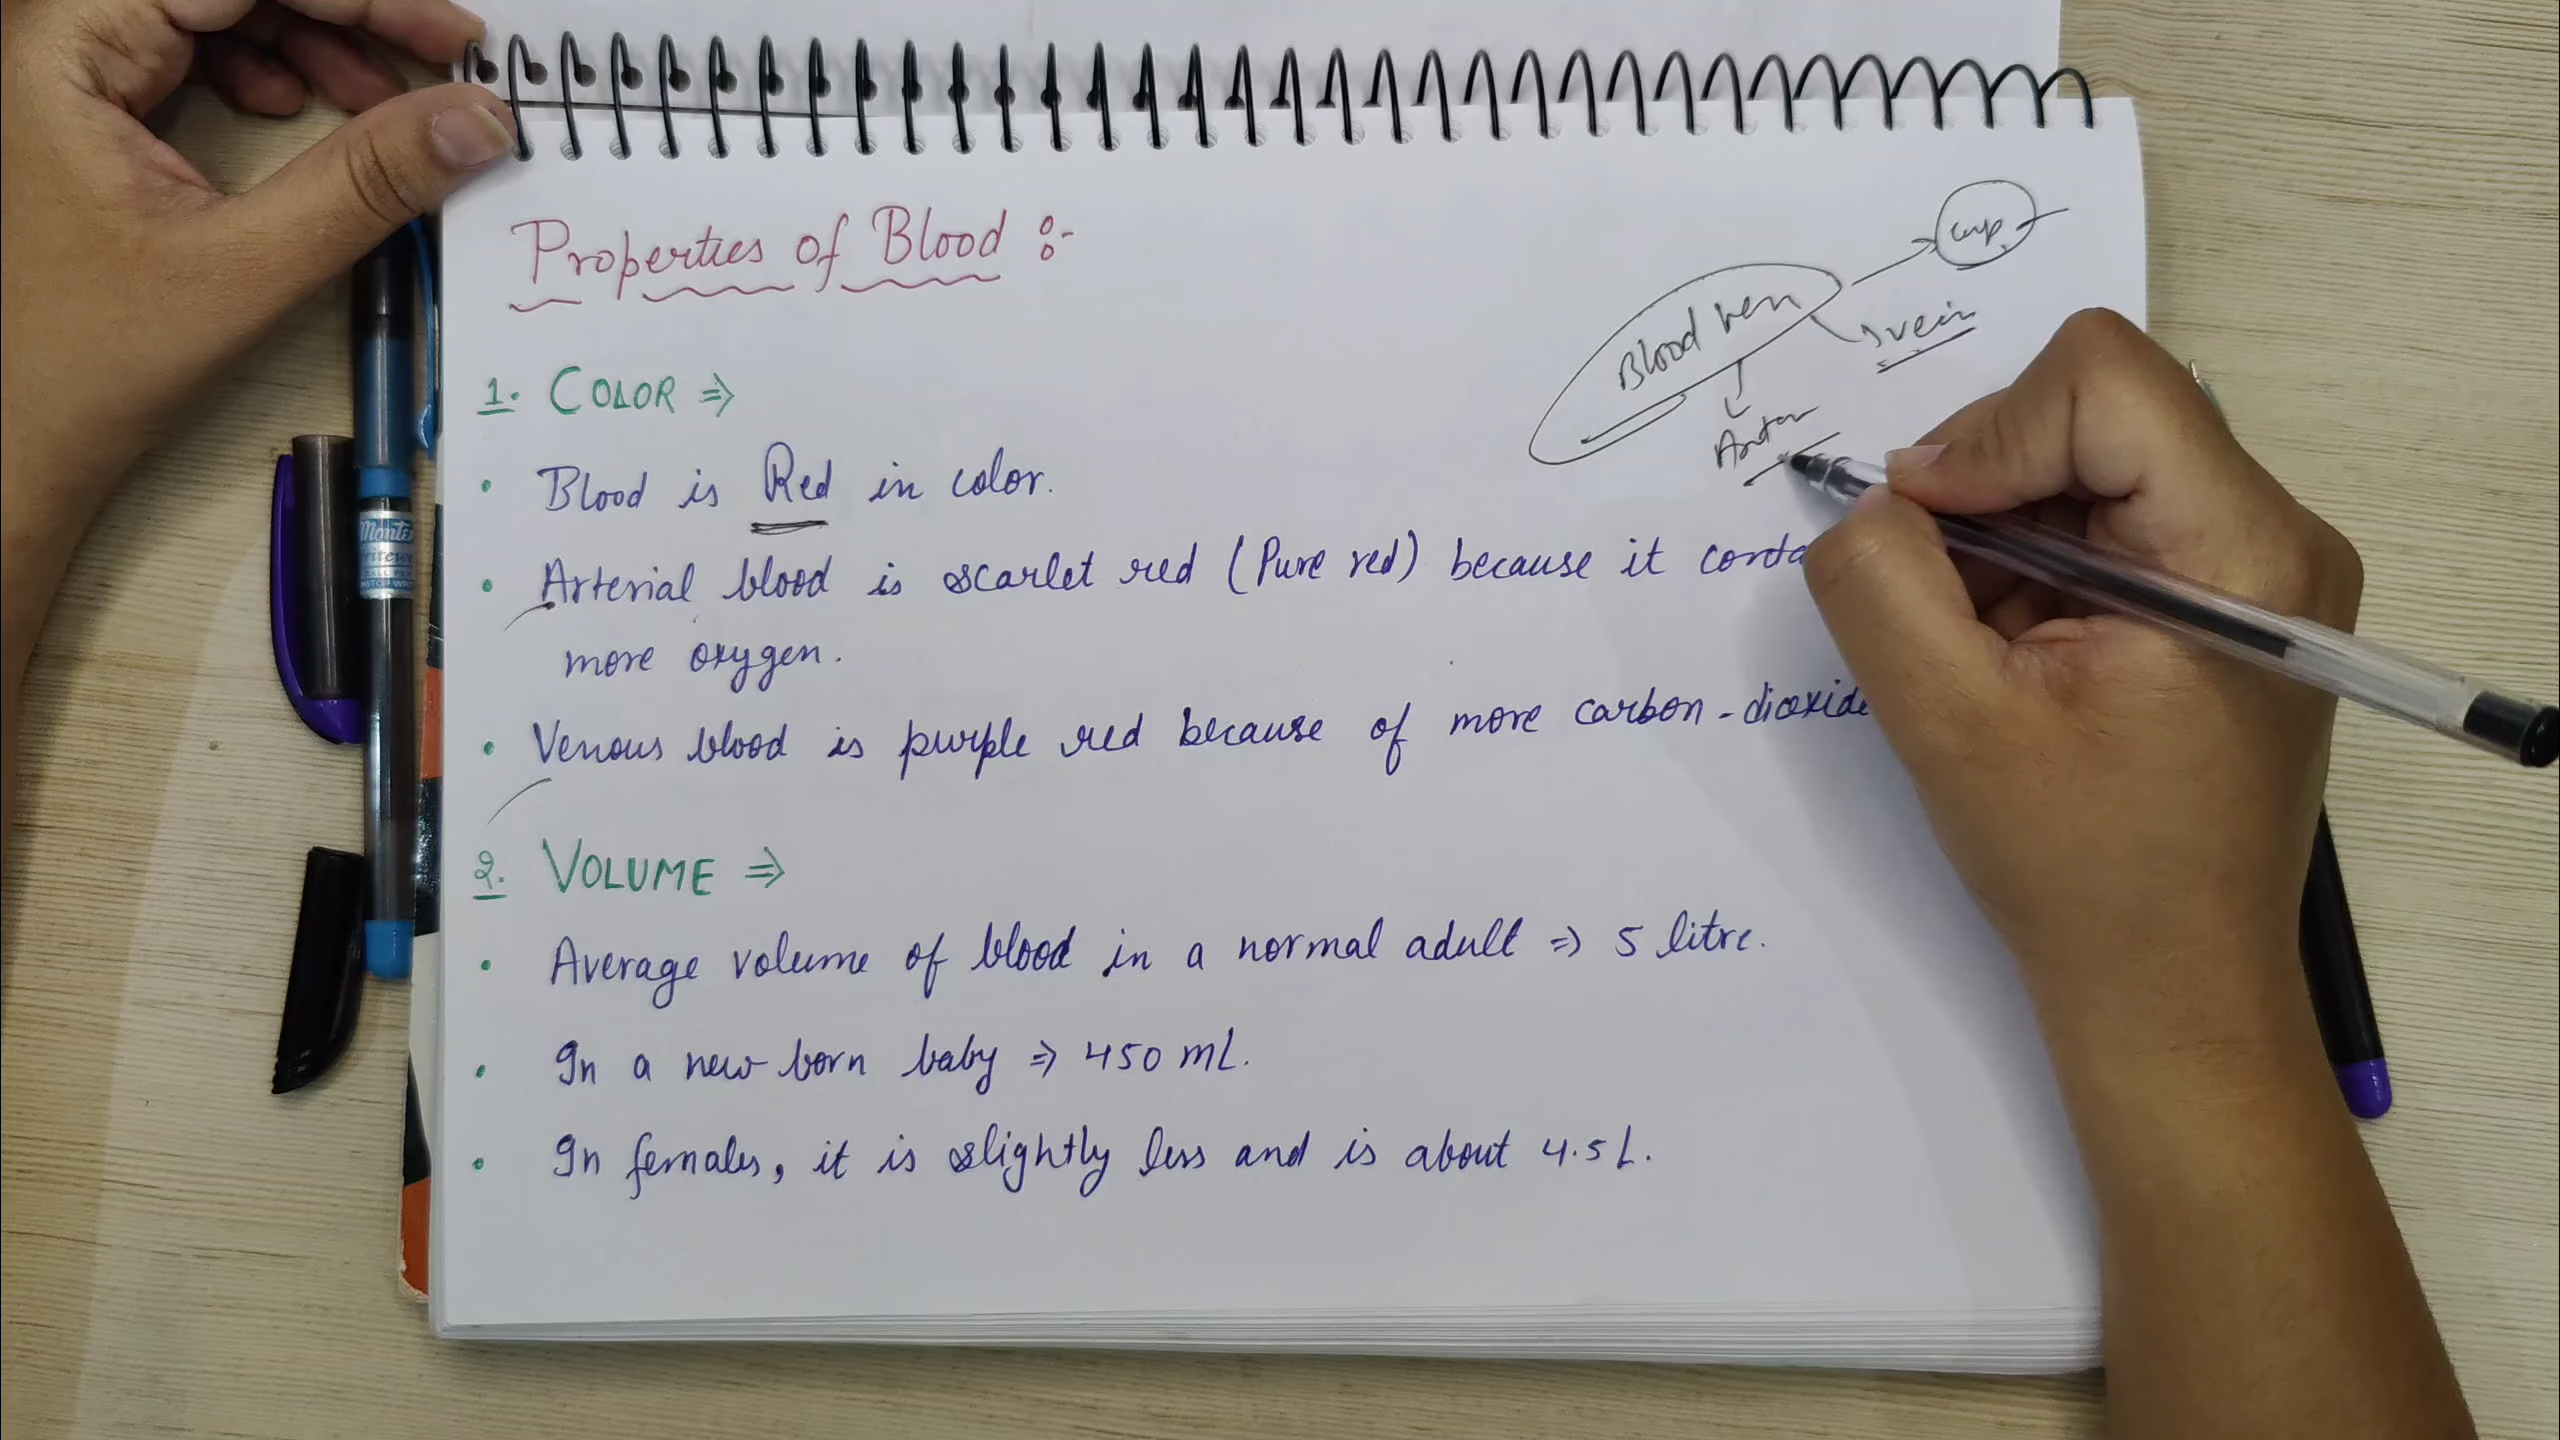 Properties of Blood :-
Blood
vein
1. COLOR ⇒
• Blood is Red in color.
• Arterial blood is scarlet red (Pure red) because it conta
more oxygen.
• Venous blood is purple red because of more carbon-dioxide
2. VOLUME ⇒
• Average volume of blood in a normal adult ⇒ 5 litre.
• In a new born baby ⇒ 450 mL.
• In females, it is slightly less and is about 4.5 L.